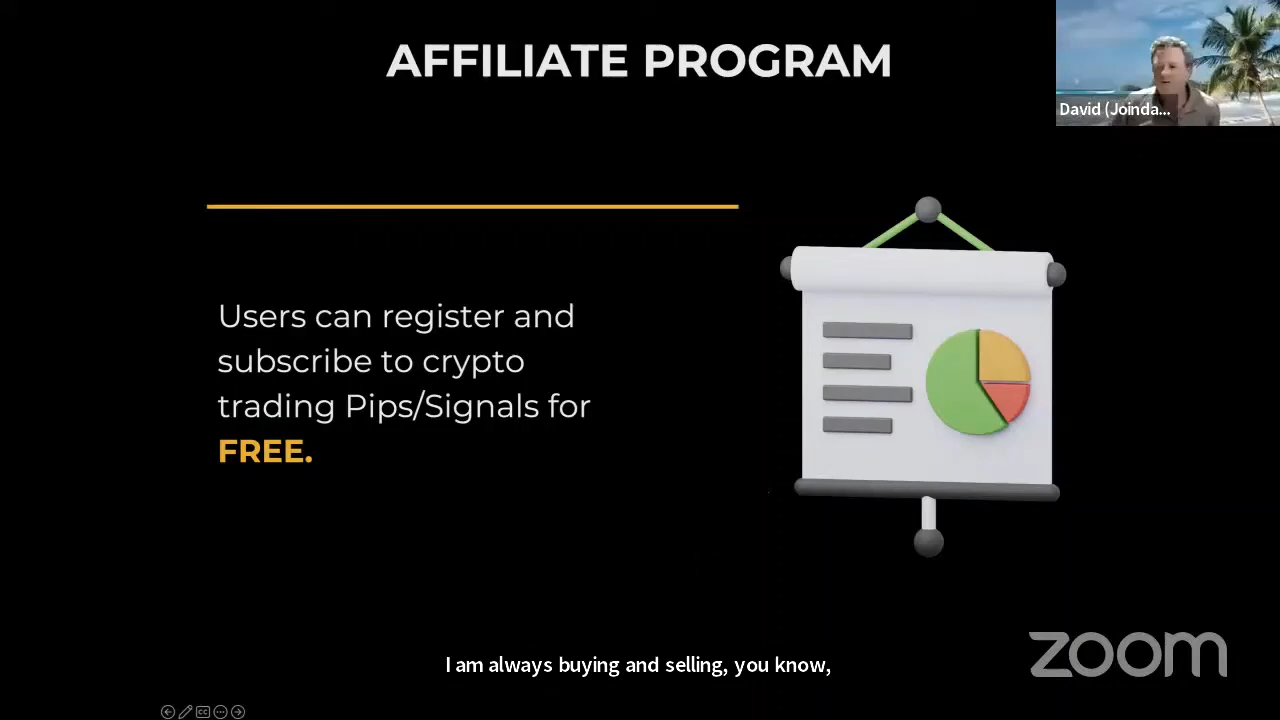 AFFILIATE PROGRAM
David (Joinda...
Users can register and
subscribe to crypto
trading Pips/Signals for
FREE.
I am always buying and selling, you know,
zoom
CC